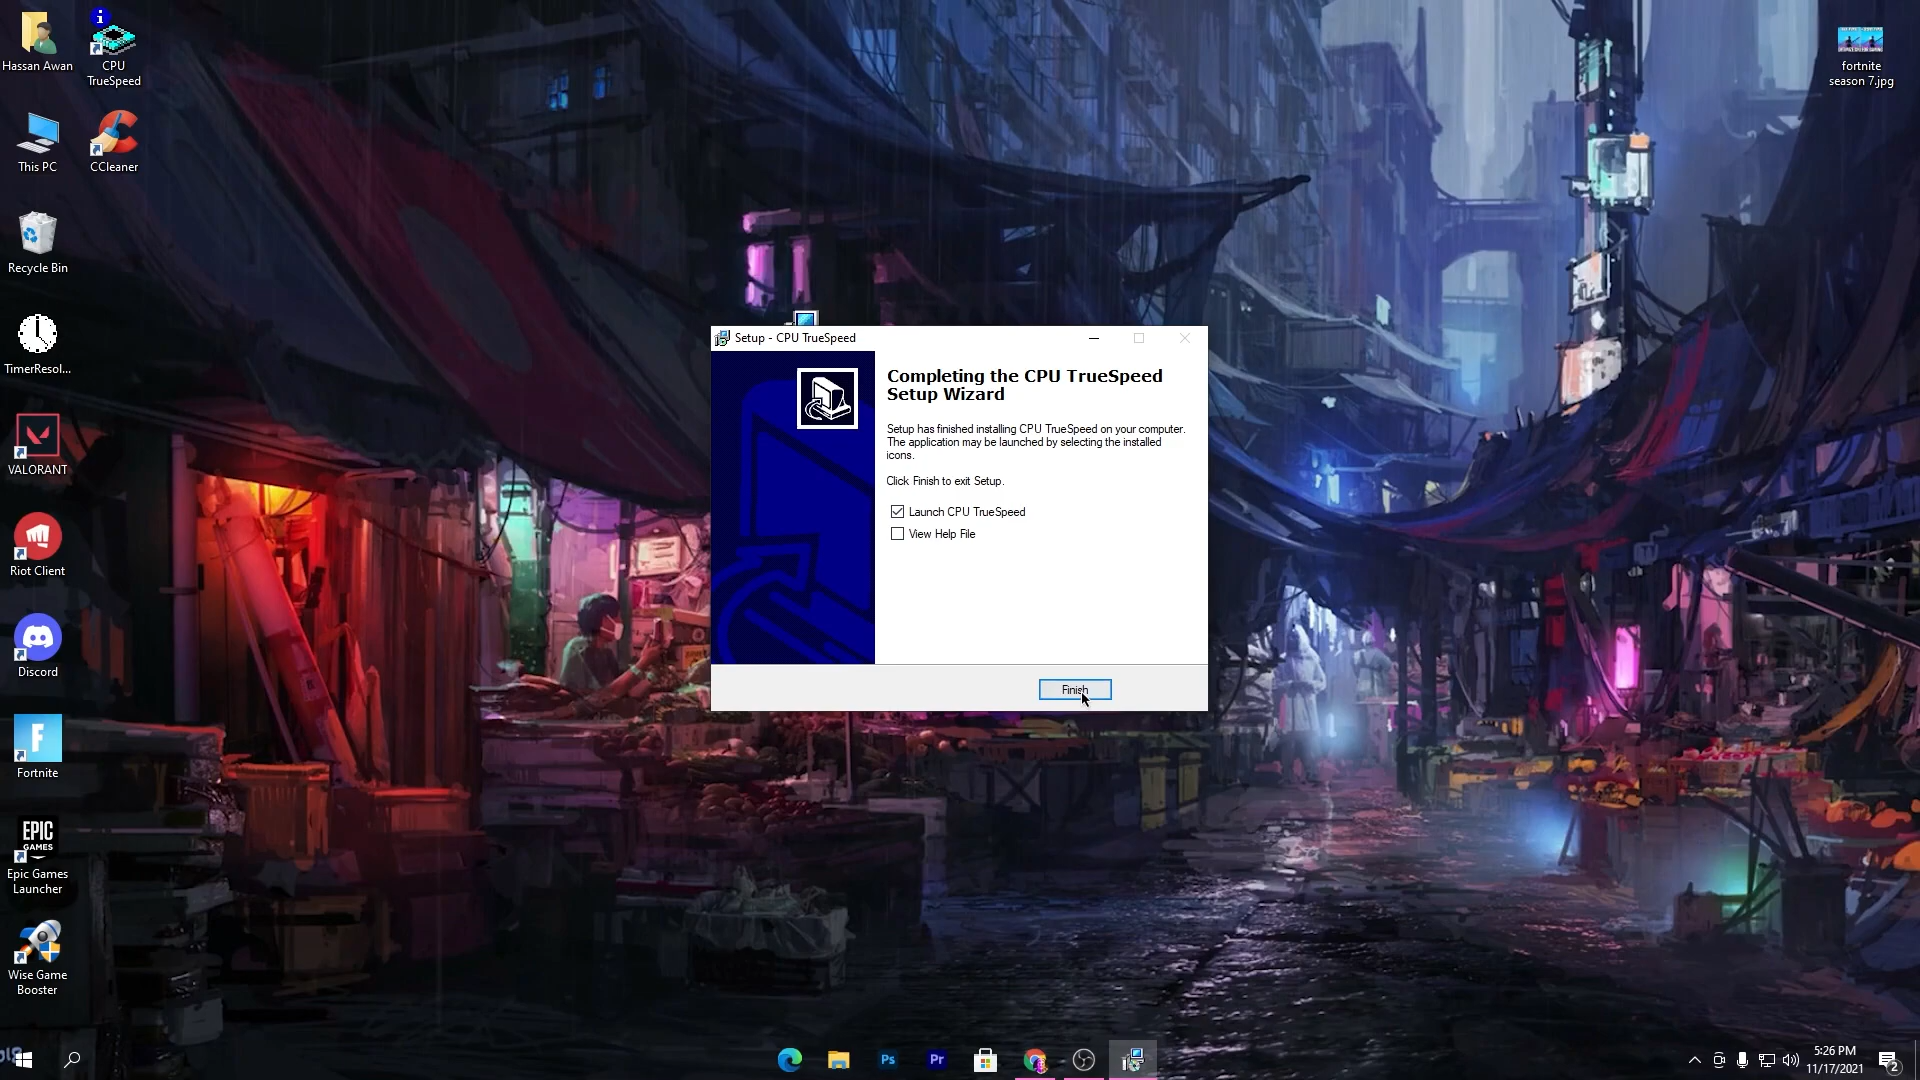 Hassan Awan
CPU
TrueSpeed
This PC
CCleaner
Recycle Bin
TimerResol...
VALORANT
Riot Client
Discord
Fortnite
EPIC
GAMES
Epic Games
Launcher
Wise Game
Booster
fortnite
season 7.jpg
Setup - CPU TrueSpeed
Completing the CPU TrueSpeed
Setup Wizard
Setup has finished installing CPU TrueSpeed on your computer.
The application may be launched by selecting the installed
icons.
Click Finish to exit Setup.
Launch CPU TrueSpeed
View Help File
Finish
Ps
Pr
5:26 PM
11/17/2021
2